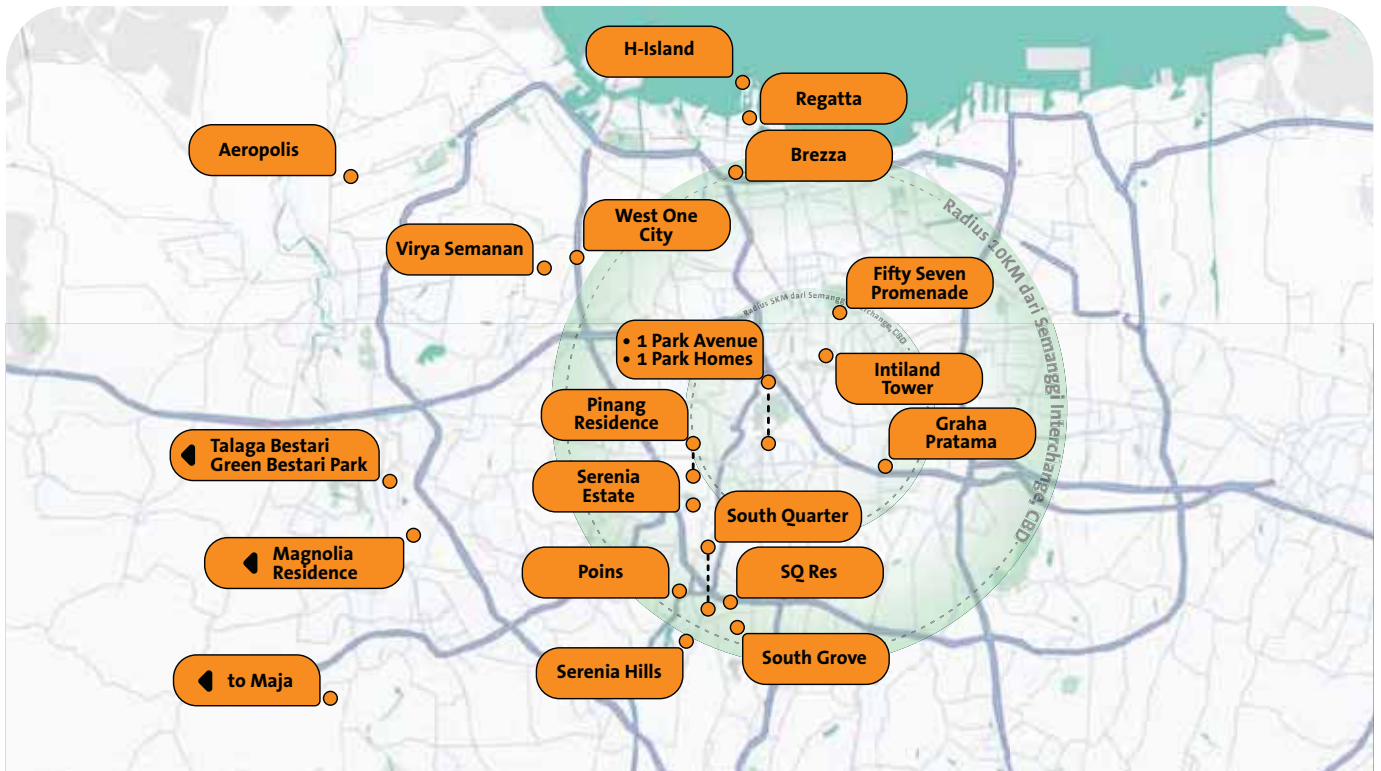 H-Island
Regatta
Aeropolis
Brezza
West One
City
Virya Semanan
Radius 10KM dari Semanggi Interchange, CBD
Fifty Seven
Promenade
Radius 5KM dari Semanggi Interchange, CBD
• 1 Park Avenue
• 1 Park Homes
Intiland
Tower
Pinang
Residence
Graha
Pratama
Talaga Bestari
Green Bestari Park
Serenia
Estate
South Quarter
Magnolia
Residence
Poins
SQ Res
South Grove
Serenia Hills
to Maja